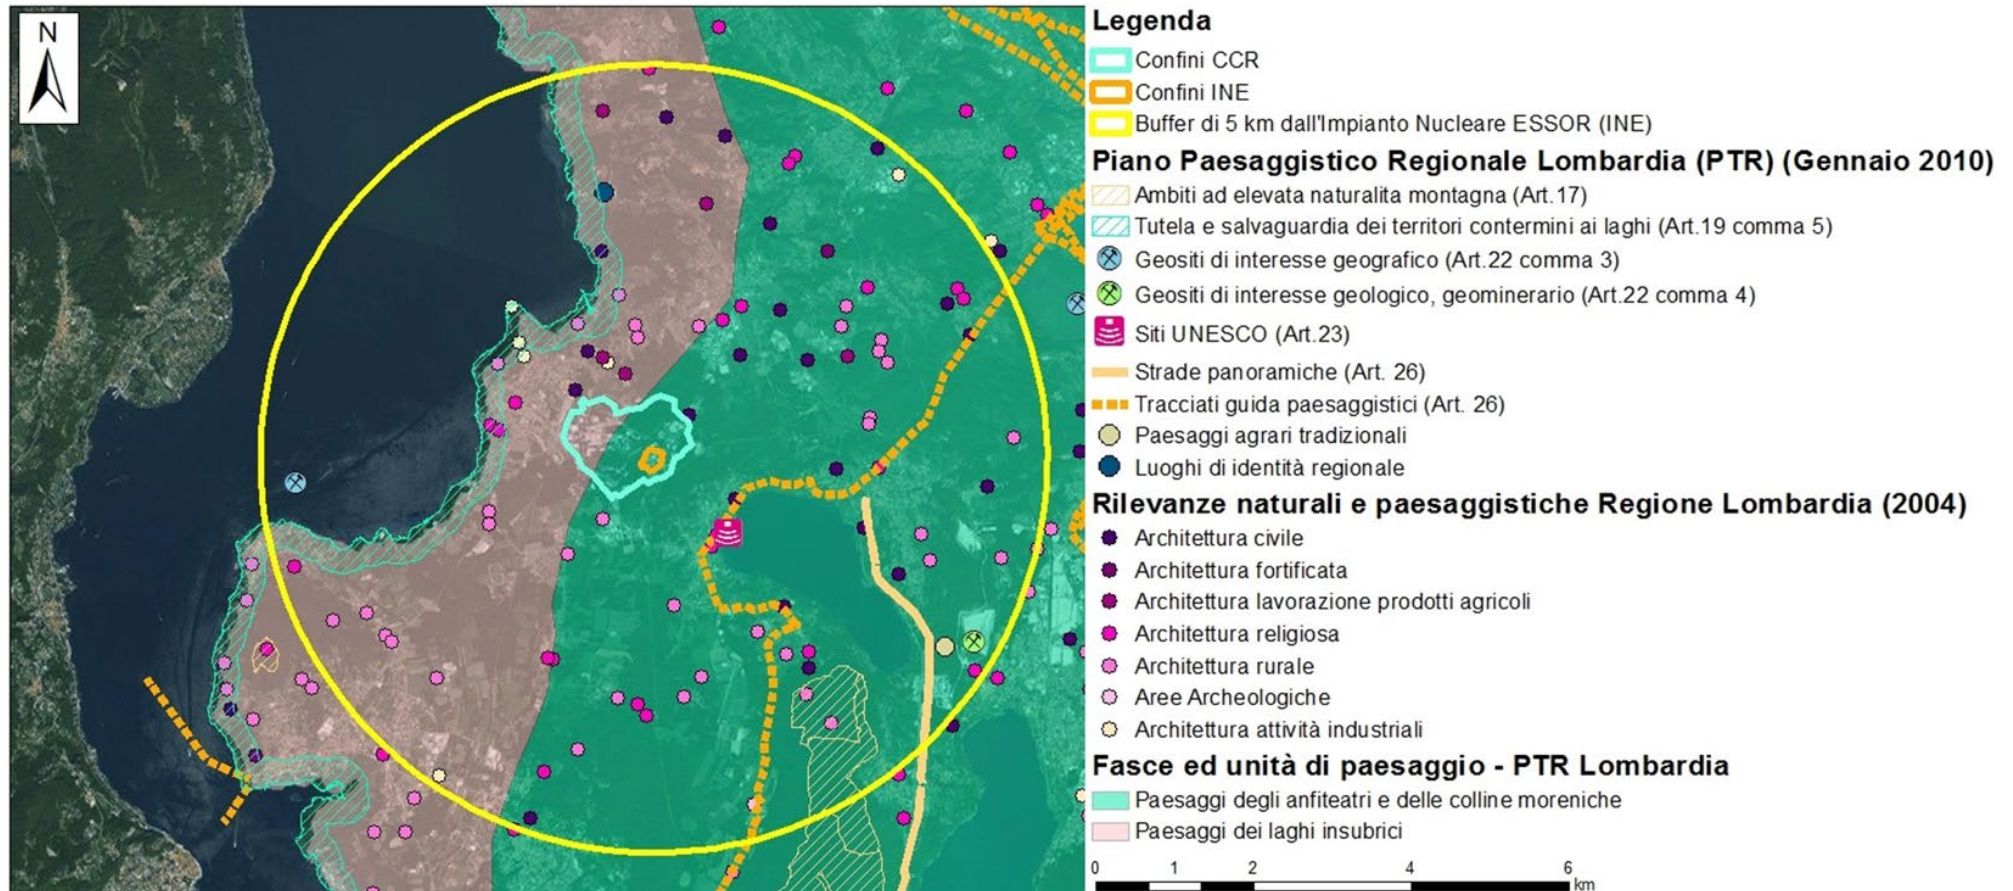 N
Legenda
Confini CCR
Confini INE
Buffer di 5 km dall'Impianto Nucleare ESSOR (INE)
Piano Paesaggistico Regionale Lombardia (PTR) (Gennaio 2010)
Ambiti ad elevata naturalita montagna (Art.17)
Tutela e salvaguardia dei territori contermini ai laghi (Art.19 comma 5)
Geositi di interesse geografico (Art.22 comma 3)
Geositi di interesse geologico, geominerario (Art.22 comma 4)
Siti UNESCO (Art.23)
Strade panoramiche (Art. 26)
Tracciati guida paesaggistici (Art. 26)
Paesaggi agrari tradizionali
Luoghi di identità regionale
Rilevanze naturali e paesaggistiche Regione Lombardia (2004)
Architettura civile
Architettura fortificata
Architettura lavorazione prodotti agricoli
Architettura religiosa
Architettura rurale
Aree Archeologiche
Architettura attività industriali
Fasce ed unità di paesaggio - PTR Lombardia
Paesaggi degli anfiteatri e delle colline moreniche
Paesaggi dei laghi insubrici
0 1 2 4 6
km